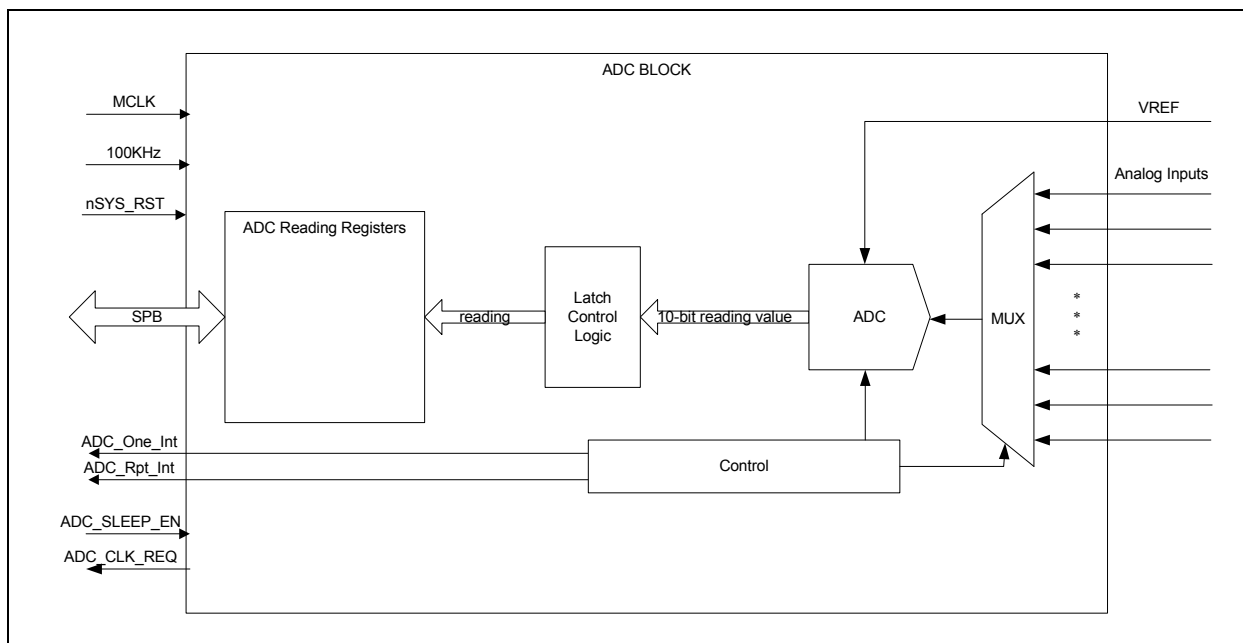 ADC BLOCK
MCLK
VREF
100KHz
Analog Inputs
nSYS_RST
ADC Reading Registers
Latch
Control
Logic
SPB
reading
10-bit reading value
ADC
MUX
*
*
*
ADC_One_Int
ADC_Rpt_Int
Control
ADC_SLEEP_EN
ADC_CLK_REQ